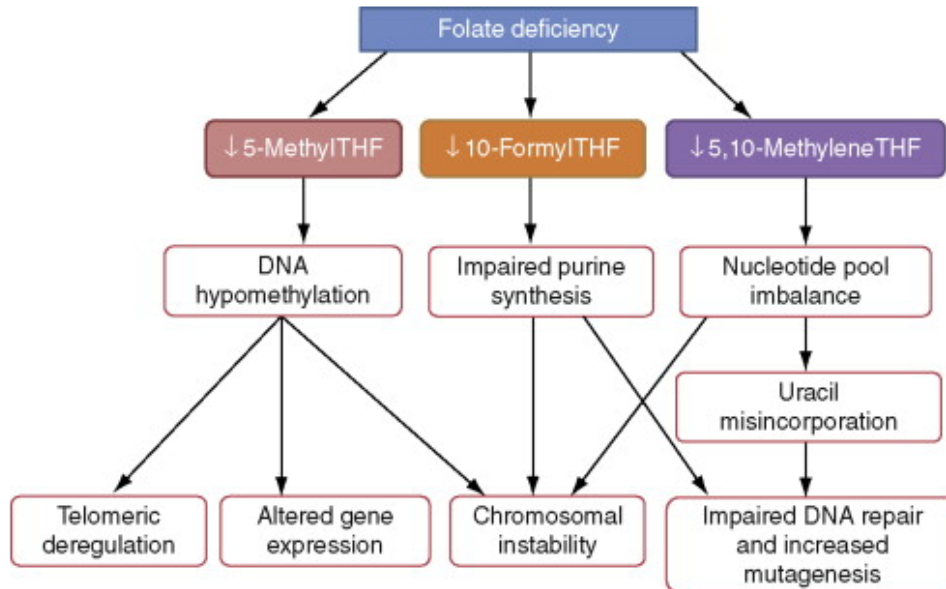 Folate deficiency
↓5-MethylTHF
↓10-FormylTHF
↓5,10-MethyleneTHF
DNA
hypomethylation
Impaired purine
synthesis
Nucleotide pool
imbalance
Uracil
misincorporation
Telomeric
deregulation
Altered gene
expression
Chromosomal
instability
Impaired DNA repair
and increased
mutagenesis